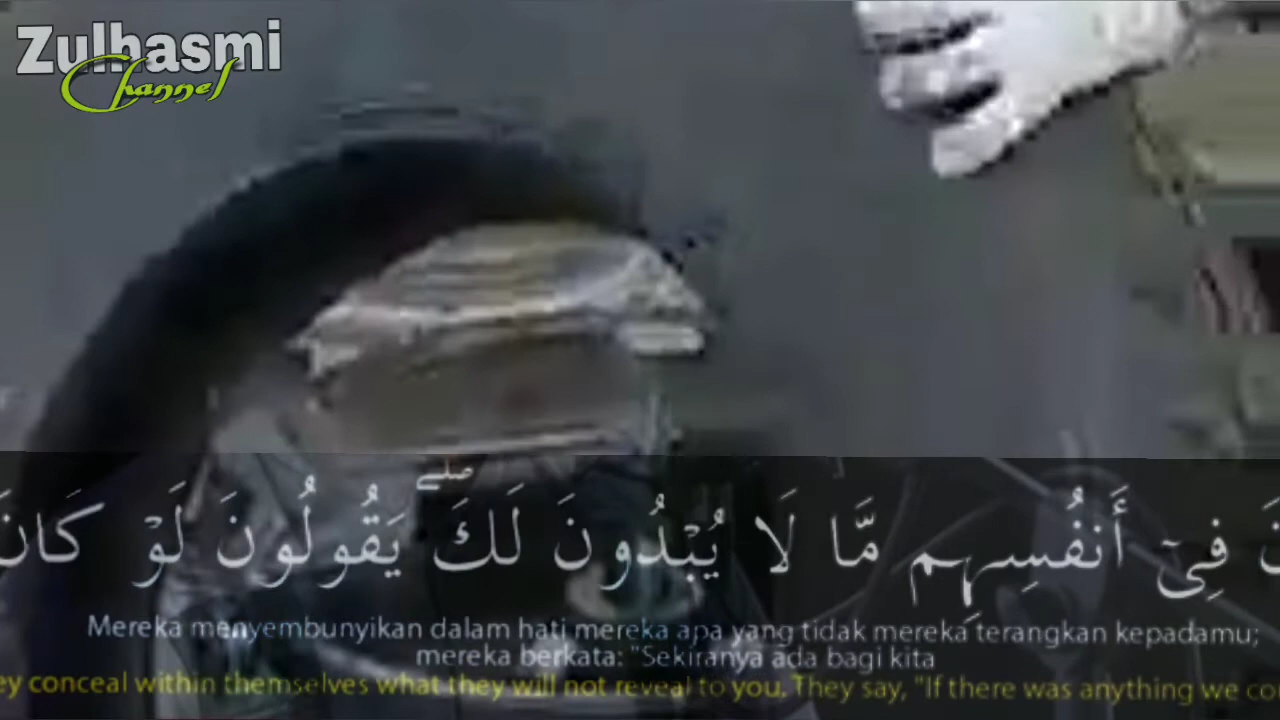 Zulhasmi
Channel
فِىٓ أَنفُسِهِم مَّا لَا يُبْدُونَ لَكَ ۖ يَقُولُونَ لَوْ كَانَ
Mereka menyembunyikan dalam hati mereka apa yang tidak mereka terangkan kepadamu;
mereka berkata: "Sekiranya ada bagi kita
conceal within themselves what they will not reveal to you. They say, "If there was anything we